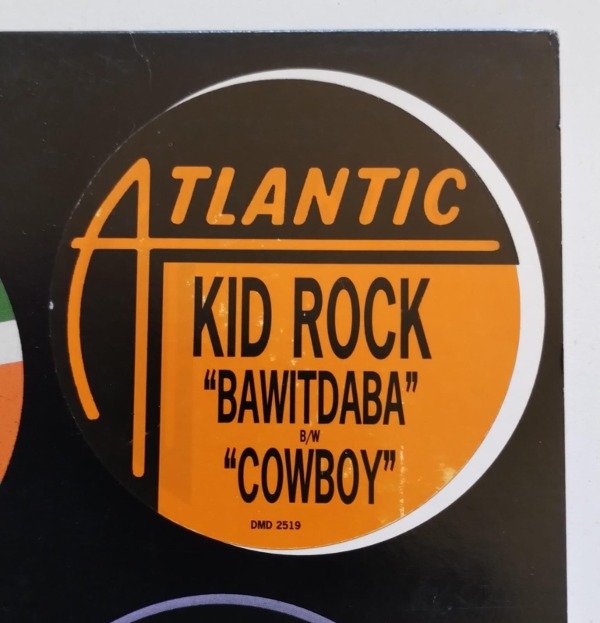 ATLANTIC
KID ROCK
“BAWITDABA”
B/W
“COWBOY”
DMD 2519